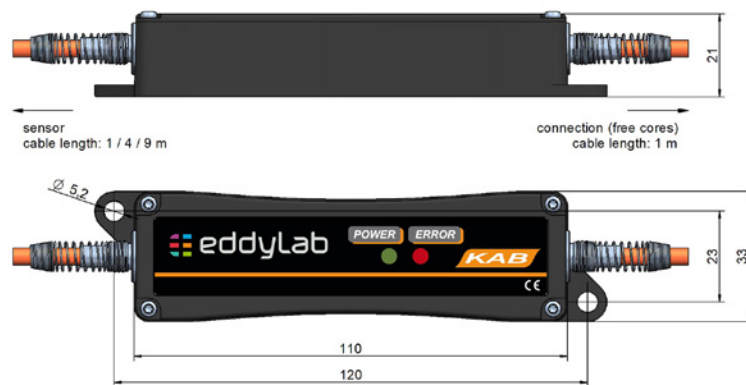 21
sensor
cable length: 1 / 4 / 9 m
connection (free cores)
cable length: 1 m
Ø 5,2
eddyLab
POWER ERROR
KAB
CE
23
33
110
120